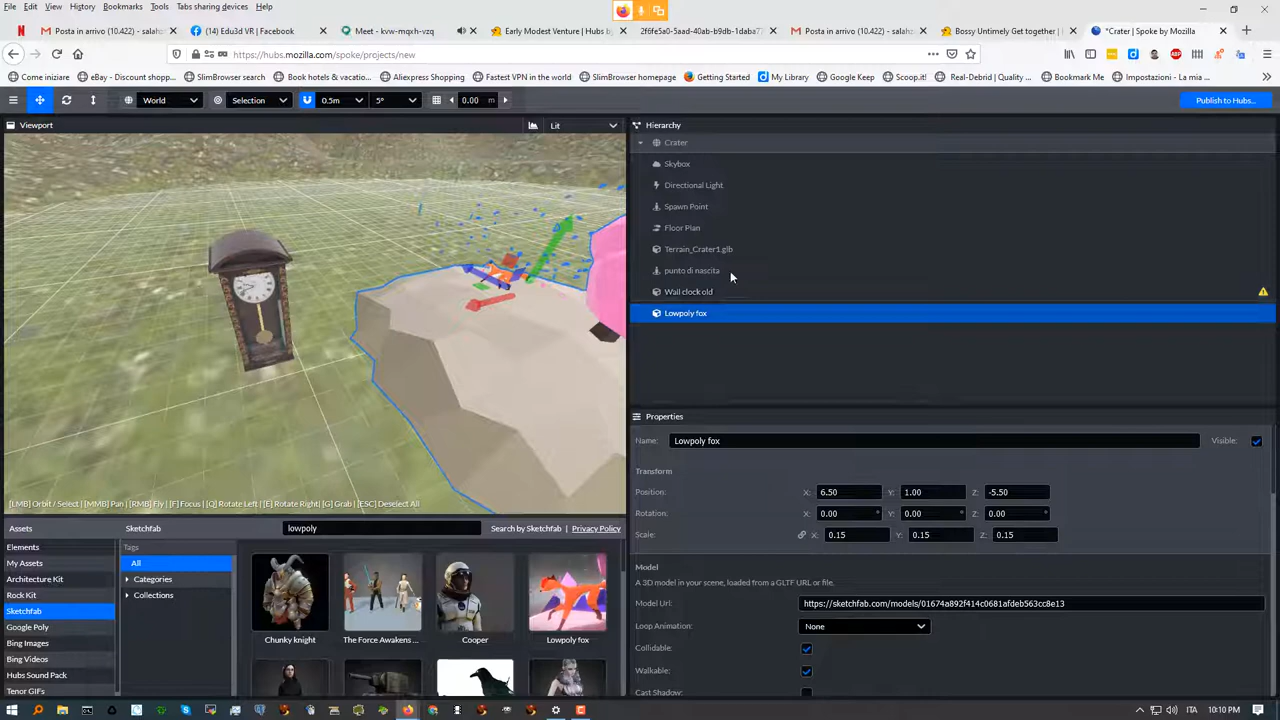 File Edit View History Bookmarks Tools Tabs sharing devices Help
Posta in arrivo (10.422) - salah
(14) Edu3d VR | Facebook
Meet - kvw-mqxh-vzq
Early Modest Venture | Hubs b
2f6fe5a0-5aad-40ab-b9db-1daba7
Posta in arrivo (10.422) - salah
Bossy Untimely Get together |
*Crater | Spoke by Mozilla
https://hubs.mozilla.com/spoke/projects/new
Come iniziare
eBay - Discount shopp...
SlimBrowser search
Book hotels & vacatio...
Aliexpress Shopping
Fastest VPN in the world
SlimBrowser homepage
Getting Started
My Library
Google Keep
Scoop.it!
Real-Debrid | Quality ...
Bookmark Me
Impostazioni - La mia ...
World
Selection
0.5m
5°
0.00 m
Publish to Hubs...
Viewport
Lit
Hierarchy
Crater
Skybox
Directional Light
Spawn Point
Floor Plan
Terrain_Crater1.glb
punto di nascita
Wall clock old
Lowpoly fox
[LMB] Orbit / Select | [MMB] Pan | [RMB] Fly | [F] Focus | [Q] Rotate Left | [E] Rotate Right| [G] Grab | [ESC] Deselect All
Properties
Name: Lowpoly fox
Visible:
Transform
Position: X: 6.50 Y: 1.00 Z: -5.50
Rotation: X: 0.00 ° Y: 0.00 ° Z: 0.00 °
Scale: X: 0.15 Y: 0.15 Z: 0.15
Model
A 3D model in your scene, loaded from a GLTF URL or file.
Model Url: https://sketchfab.com/models/01674a892f414c0681afdeb563cc8e13
Loop Animation: None
Collidable:
Walkable:
Cast Shadow:
Assets
Sketchfab
lowpoly
Search by Sketchfab | Privacy Policy
Elements
My Assets
Architecture Kit
Rock Kit
Sketchfab
Google Poly
Bing Images
Bing Videos
Hubs Sound Pack
Tenor GIFs
Tags
All
Categories
Collections
Chunky knight
The Force Awakens ...
Cooper
Lowpoly fox
ITA 10:10 PM